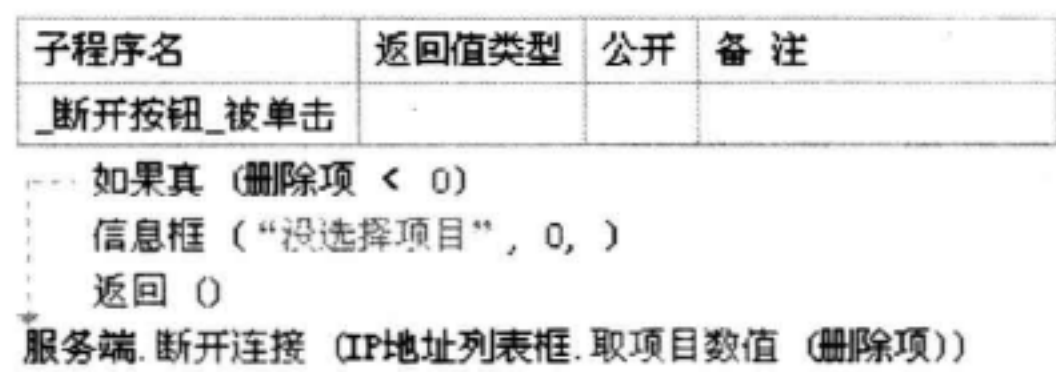 子程序名 返回值类型 公开 备 注
_断开按钮_被单击
如果真 (删除项 < 0)
信息框 (“没选择项目”, 0, )
返回 ()
服务端.断开连接 (IP地址列表框.取项目数值 (删除项))